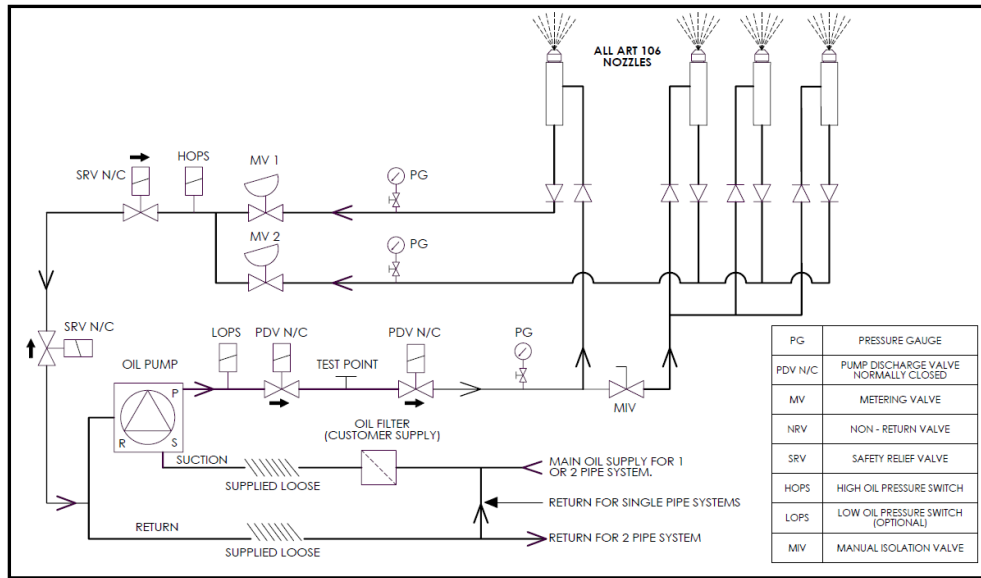 ALL ART 106
NOZZLES
HOPS
MV 1
SRV N/C
PG
MV 2
PG
SRV N/C
LOPS
PDV N/C
PDV N/C
PG
OIL PUMP
TEST POINT
P
R
S
MIV
OIL FILTER
(CUSTOMER SUPPLY)
SUCTION
SUPPLIED LOOSE
MAIN OIL SUPPLY FOR 1
OR 2 PIPE SYSTEM.
RETURN FOR SINGLE PIPE SYSTEMS
RETURN
RETURN FOR 2 PIPE SYSTEM
SUPPLIED LOOSE
PG PRESSURE GAUGE
PDV N/C PUMP DISCHARGE VALVE
NORMALLY CLOSED
MV METERING VALVE
NRV NON - RETURN VALVE
SRV SAFETY RELIEF VALVE
HOPS HIGH OIL PRESSURE SWITCH
LOPS LOW OIL PRESSURE SWITCH
(OPTIONAL)
MIV MANUAL ISOLATION VALVE